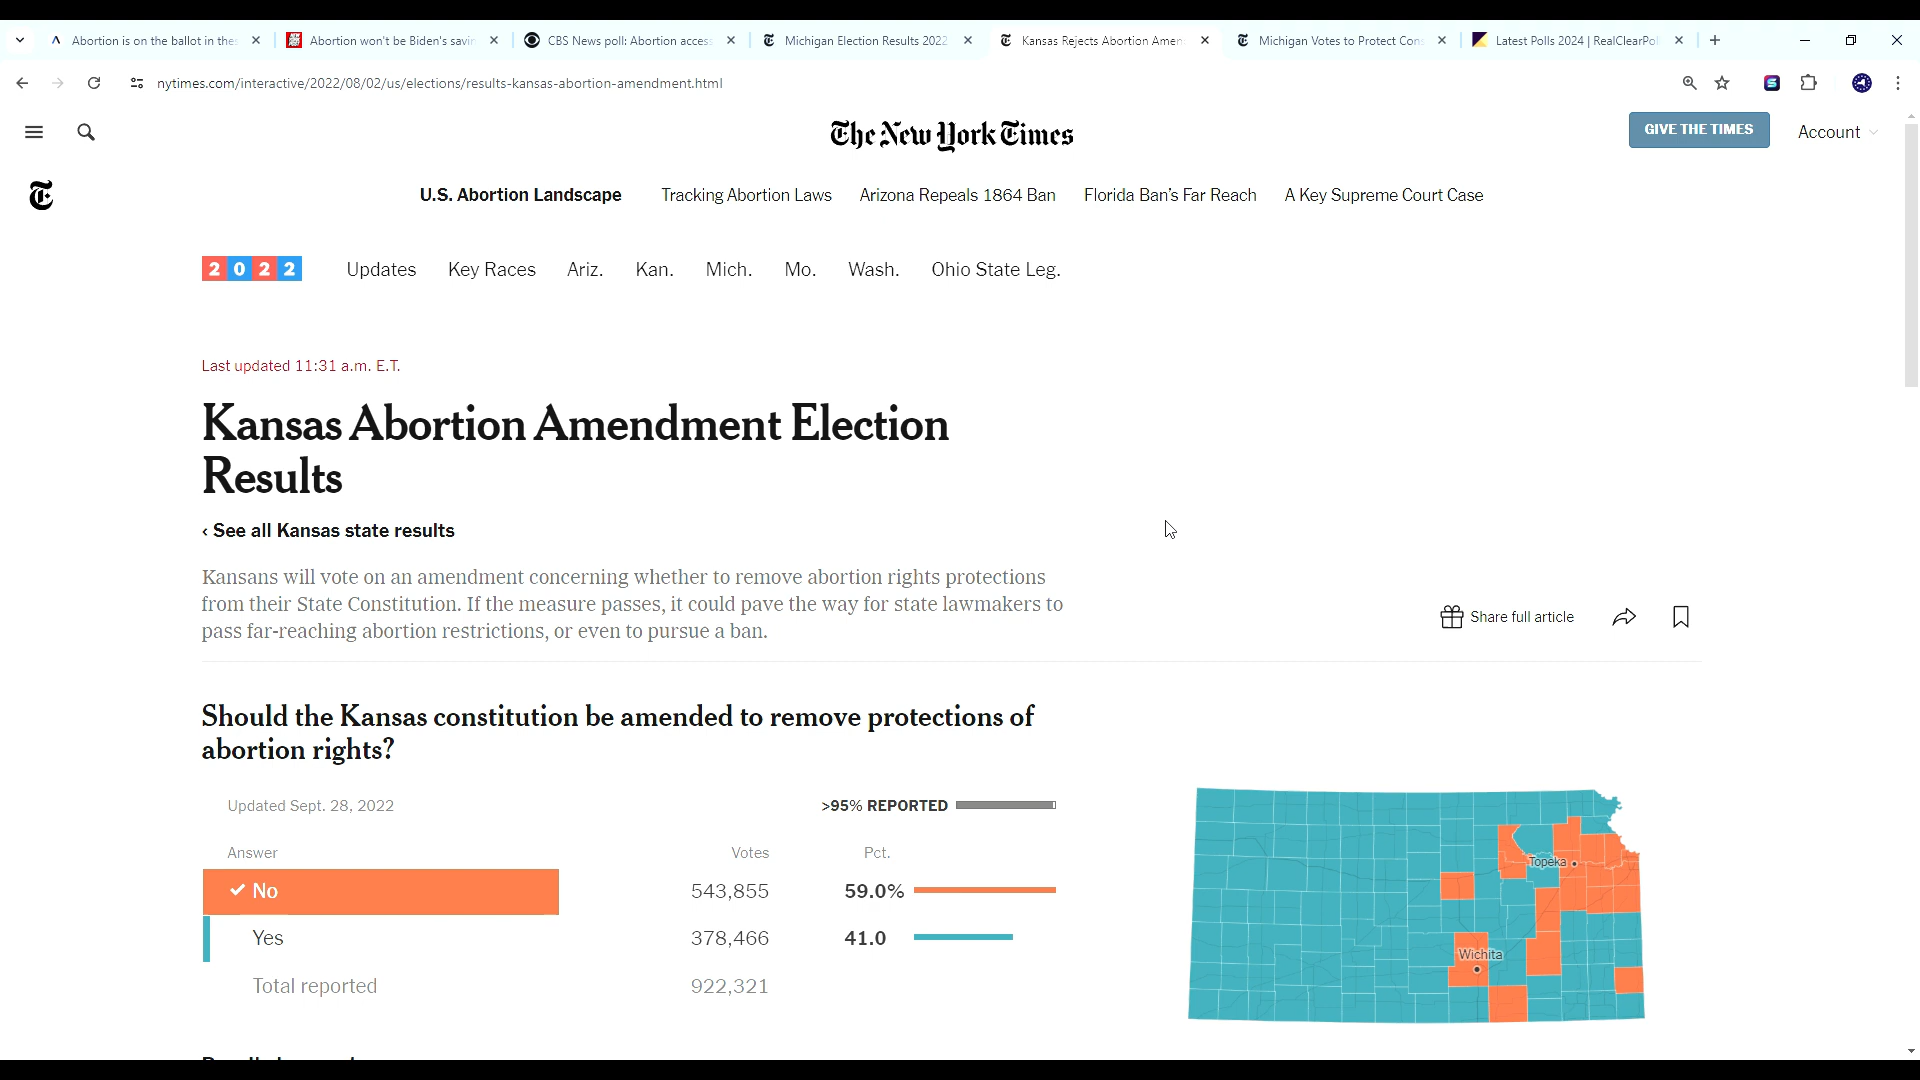 Abortion is on the ballot in the
Abortion won't be Biden's savin
CBS News poll: Abortion access
Michigan Election Results 2022
Kansas Rejects Abortion Amen
Michigan Votes to Protect Con
Latest Polls 2024 | RealClearPo
nytimes.com/interactive/2022/08/02/us/elections/results-kansas-abortion-amendment.html
The New York Times
GIVE THE TIMES
Account
U.S. Abortion Landscape
Tracking Abortion Laws
Arizona Repeals 1864 Ban
Florida Ban's Far Reach
A Key Supreme Court Case
2022
Updates
Key Races
Ariz.
Kan.
Mich.
Mo.
Wash.
Ohio State Leg.
Last updated 11:31 a.m. E.T.
Kansas Abortion Amendment Election
Results
‹ See all Kansas state results
Kansans will vote on an amendment concerning whether to remove abortion rights protections
from their State Constitution. If the measure passes, it could pave the way for state lawmakers to
pass far-reaching abortion restrictions, or even to pursue a ban.
Share full article
Should the Kansas constitution be amended to remove protections of
abortion rights?
Updated Sept. 28, 2022
>95% REPORTED
Answer Votes Pct.
No 543,855 59.0%
Yes 378,466 41.0
Total reported 922,321
Topeka
Wichita